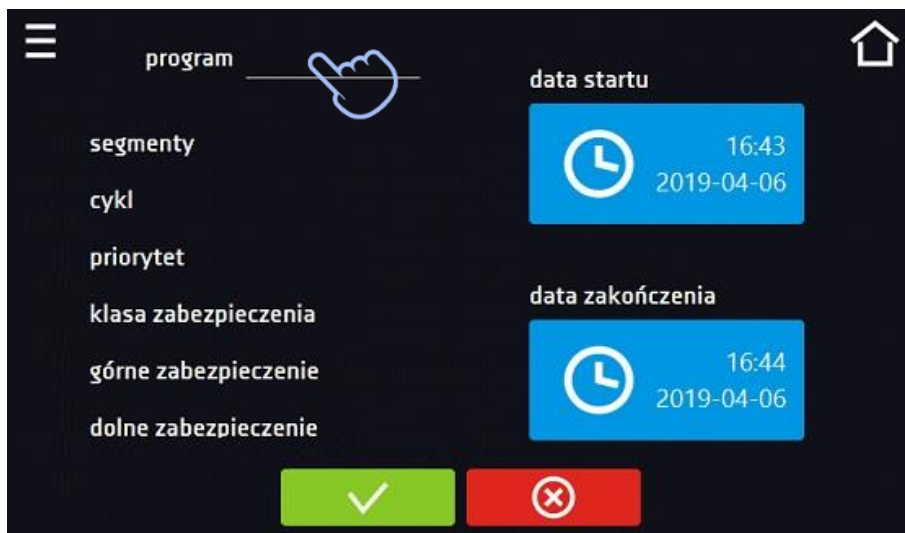 program
segmenty
cykl
priorytet
klasa zabezpieczenia
górne zabezpieczenie
dolne zabezpieczenie
data startu
16:43
2019-04-06
data zakończenia
16:44
2019-04-06